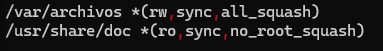 /var/archivos *(rw,sync,all_squash)
/usr/share/doc *(ro,sync,no_root_squash)